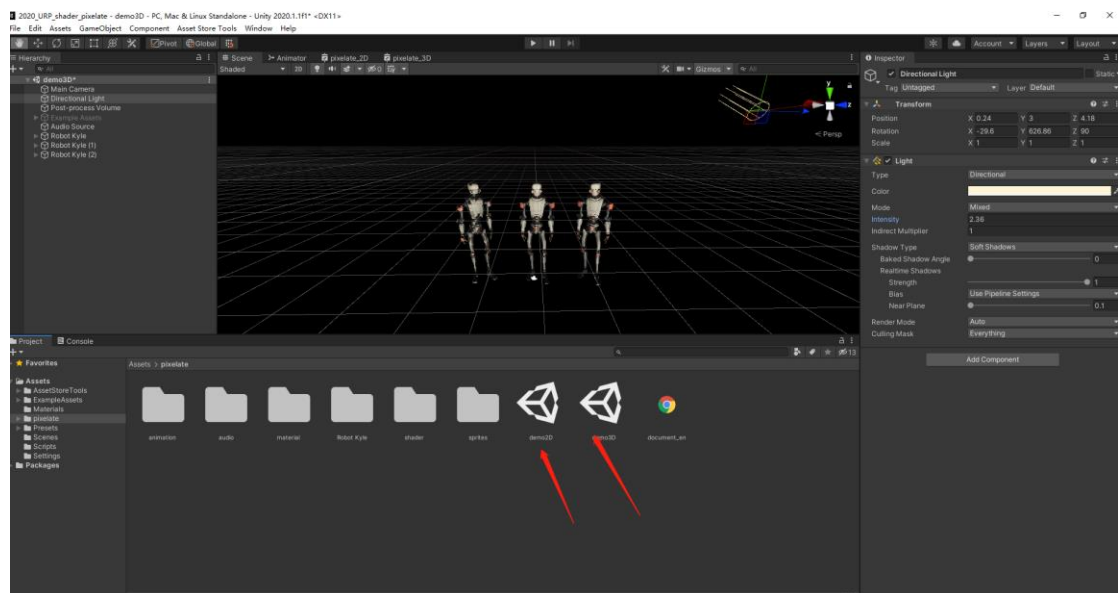 2020_URP_shader_pixelate - demo3D - PC, Mac & Linux Standalone - Unity 2020.1.1f1* <DX11>
File Edit Assets GameObject Component Asset Store Tools Window Help
Pivot Global Account Layers Layout
Hierarchy
All
demo3D*
Main Camera
Directional Light
Post-process Volume
Example Assets
Audio Source
Robot Kyle
Robot Kyle (1)
Robot Kyle (2)
Scene Animator pixelate_2D pixelate_3D
Shaded 2D 0 Gizmos All
y
z
Persp
Inspector
Directional Light Static
Tag Untagged Layer Default
Transform
Position X 0.24 Y 3 Z 4.18
Rotation X -29.6 Y 626.86 Z 90
Scale X 1 Y 1 Z 1
Light
Type Directional
Color
Mode Mixed
Intensity 2.36
Indirect Multiplier 1
Shadow Type Soft Shadows
Baked Shadow Angle 0
Realtime Shadows
Strength 1
Bias Use Pipeline Settings
Near Plane 0.1
Render Mode Auto
Culling Mask Everything
Add Component
Project Console
13
Favorites
Assets
AssetStoreTools
ExampleAssets
Materials
pixelate
Presets
Scenes
Scripts
Settings
Packages
Assets > pixelate
animation audio material Robot Kyle shader sprites demo2D demo3D document_en